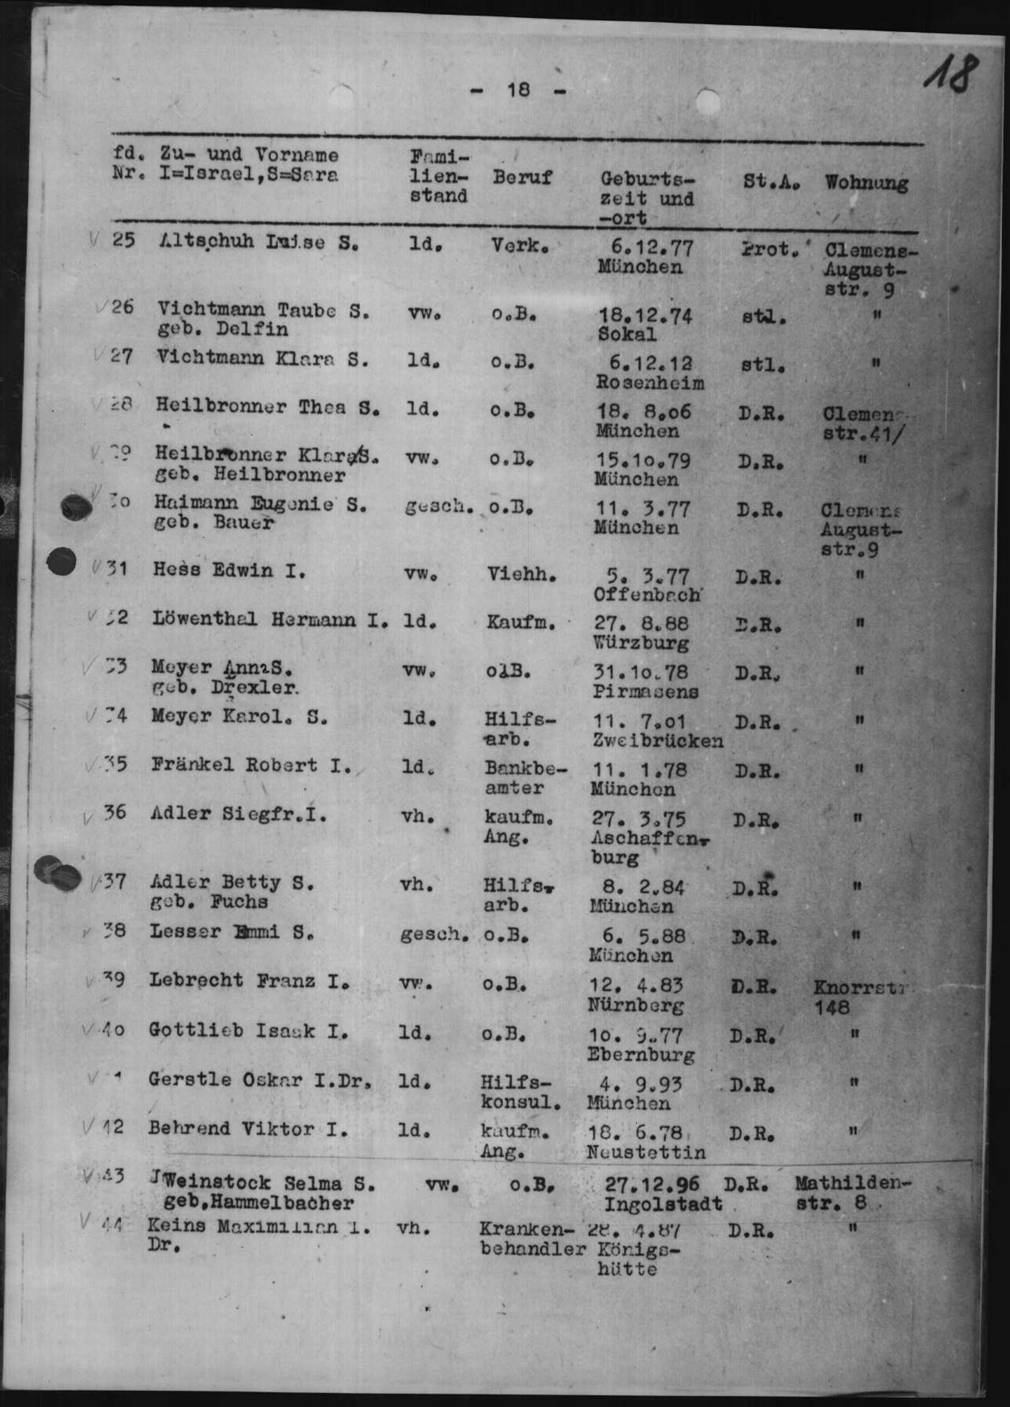 18
- 18 -
fd. Zu- und Vorname Fami- Beruf Geburts- St.A. Wohnung
Nr. I=Israel,S=Sara lien- zeit und
stand -ort
25 Altschuh Luise S. ld. Verk. 6.12.77 Prot. Clemens-
München August-
str. 9
26 Vichtmann Taube S. vw. o.B. 18.12.74 stl. "
geb. Delfin Sokal
27 Vichtmann Klara S. ld. o.B. 6.12.12 stl. "
Rosenheim
28 Heilbronner Thea S. ld. o.B. 18. 8.06 D.R. Clemens-
München str.41/
29 Heilbronner Klara S. vw. o.B. 15.10.79 D.R. "
geb. Heilbronner München
30 Haimann Eugenie S. gesch. o.B. 11. 3.77 D.R. Clemens
geb. Bauer München August-
str.9
31 Hess Edwin I. vw. Viehh. 5. 3.77 D.R. "
Offenbach
32 Löwenthal Hermann I. ld. Kaufm. 27. 8.88 D.R. "
Würzburg
33 Meyer Anna S. vw. o.B. 31.10.78 D.R. "
geb. Drexler. Pirmasens
34 Meyer Karol. S. ld. Hilfs- 11. 7.01 D.R. "
arb. Zweibrücken
35 Fränkel Robert I. ld. Bankbe- 11. 1.78 D.R. "
amter München
36 Adler Siegfr.I. vh. kaufm. 27. 3.75 D.R. "
Ang. Aschaffen-
burg
37 Adler Betty S. vh. Hilfs- 8. 2.84 D.R. "
geb. Fuchs arb. München
38 Lesser Emmi S. gesch. o.B. 6. 5.88 D.R. "
München
39 Lebrecht Franz I. vw. o.B. 12. 4.83 D.R. Knorrstr
Nürnberg 148
40 Gottlieb Isaak I. ld. o.B. 10. 9.77 D.R. "
Ebernburg
Gerstle Oskar I.Dr. ld. Hilfs- 4. 9.93 D.R. "
konsul. München
42 Behrend Viktor I. ld. kaufm. 18. 6.78 D.R. "
Ang. Neustettin
43 Weinstock Selma S. vw. o.B. 27.12.96 D.R. Mathilden-
geb.Hammelbacher Ingolstadt str. 8
44 Keins Maximilian I. vh. Kranken- 28. 4.87 D.R. "
Dr. behandler Königs-
hütte